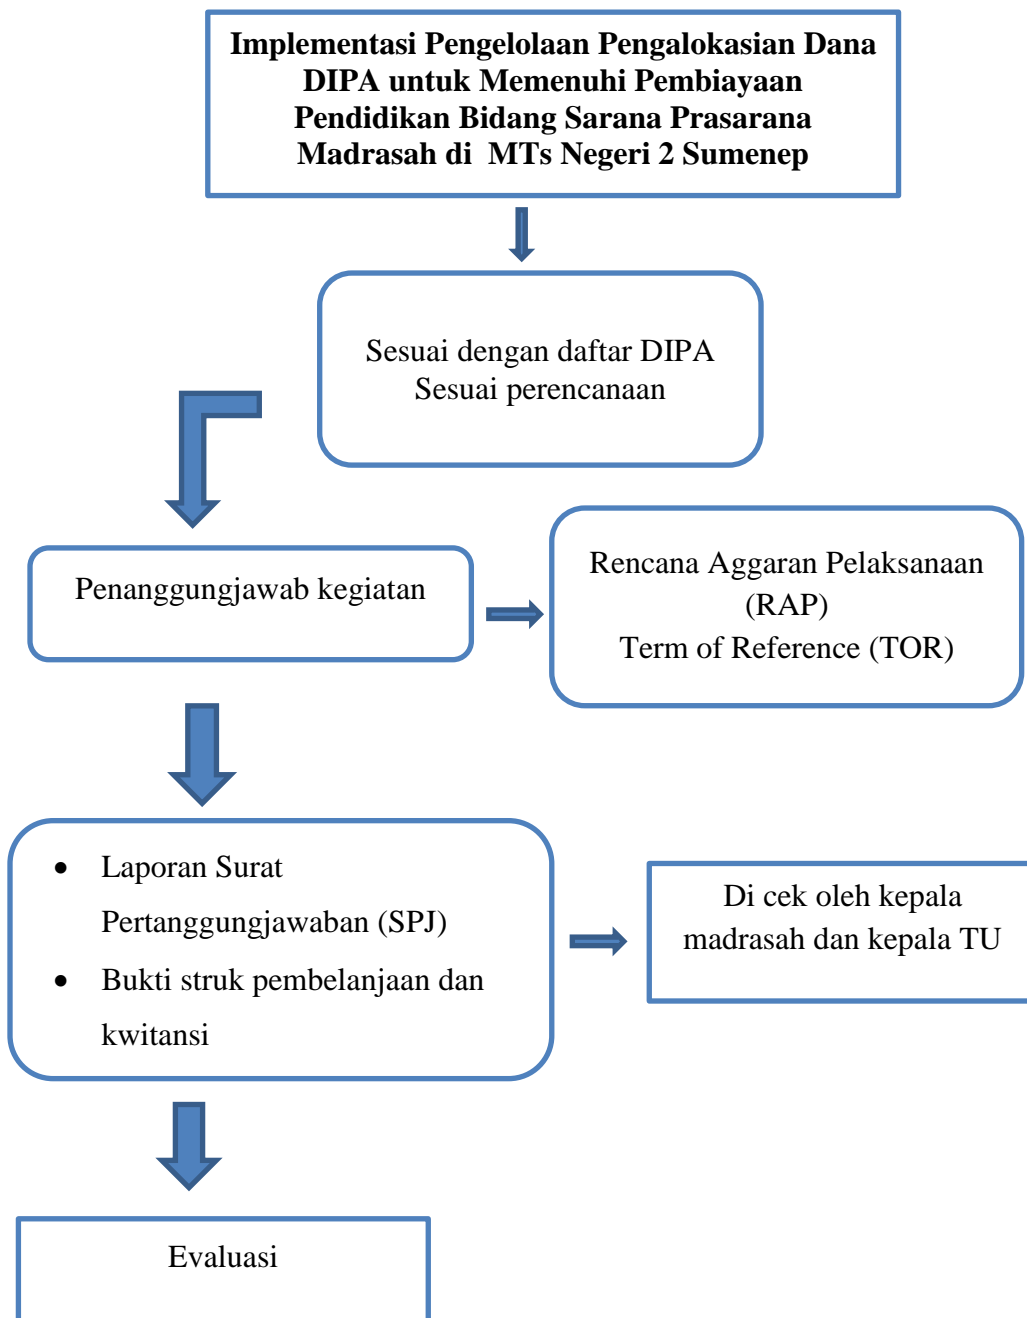 Implementasi Pengelolaan Pengalokasian Dana
DIPA untuk Memenuhi Pembiayaan
Pendidikan Bidang Sarana Prasarana
Madrasah di MTs Negeri 2 Sumenep
Sesuai dengan daftar DIPA
Sesuai perencanaan
Penanggungjawab kegiatan
Rencana Aggaran Pelaksanaan
(RAP)
Term of Reference (TOR)
• Laporan Surat
Pertanggungjawaban (SPJ)
• Bukti struk pembelanjaan dan
kwitansi
Di cek oleh kepala
madrasah dan kepala TU
Evaluasi